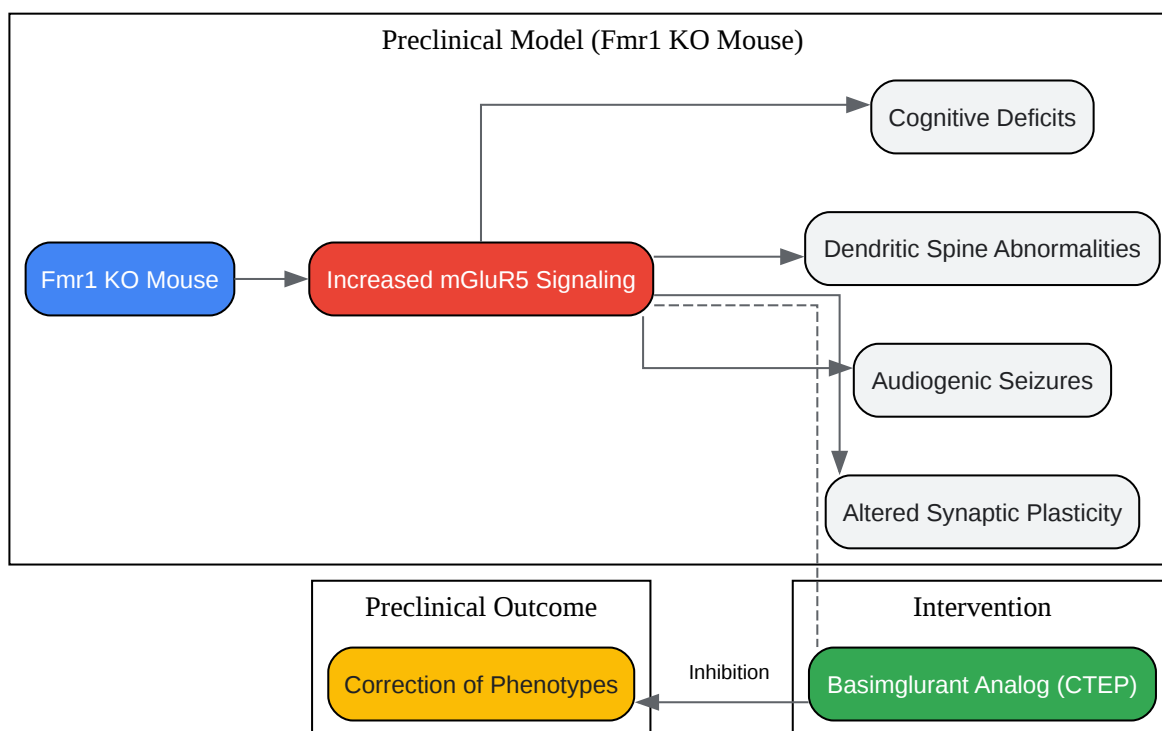 Preclinical Model (Fmr1 KO Mouse)
Cognitive Deficits
Dendritic Spine Abnormalities
Fmr1 KO Mouse
Increased mGluR5 Signaling
Audiogenic Seizures
Altered Synaptic Plasticity
Preclinical Outcome
Intervention
Correction of Phenotypes
Inhibition
Basimglurant Analog (CTEP)